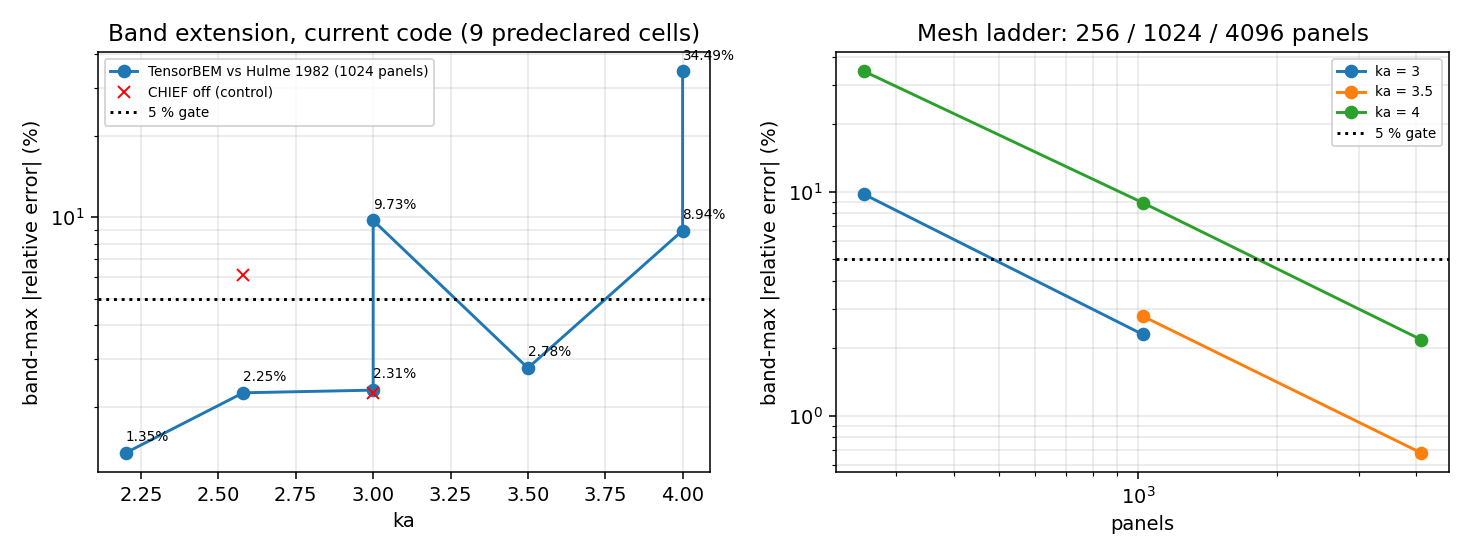 Band extension, current code (9 predeclared cells)
TensorBEM vs Hulme 1982 (1024 panels)
CHIEF off (control)
5 % gate
34.49%
9.73%
8.94%
2.78%
2.25%
2.31%
1.35%
10¹
band-max |relative error| (%)
2.25 2.50 2.75 3.00 3.25 3.50 3.75 4.00
ka
Mesh ladder: 256 / 1024 / 4096 panels
ka = 3
ka = 3.5
ka = 4
5 % gate
10¹
10⁰
band-max |relative error| (%)
10³
panels